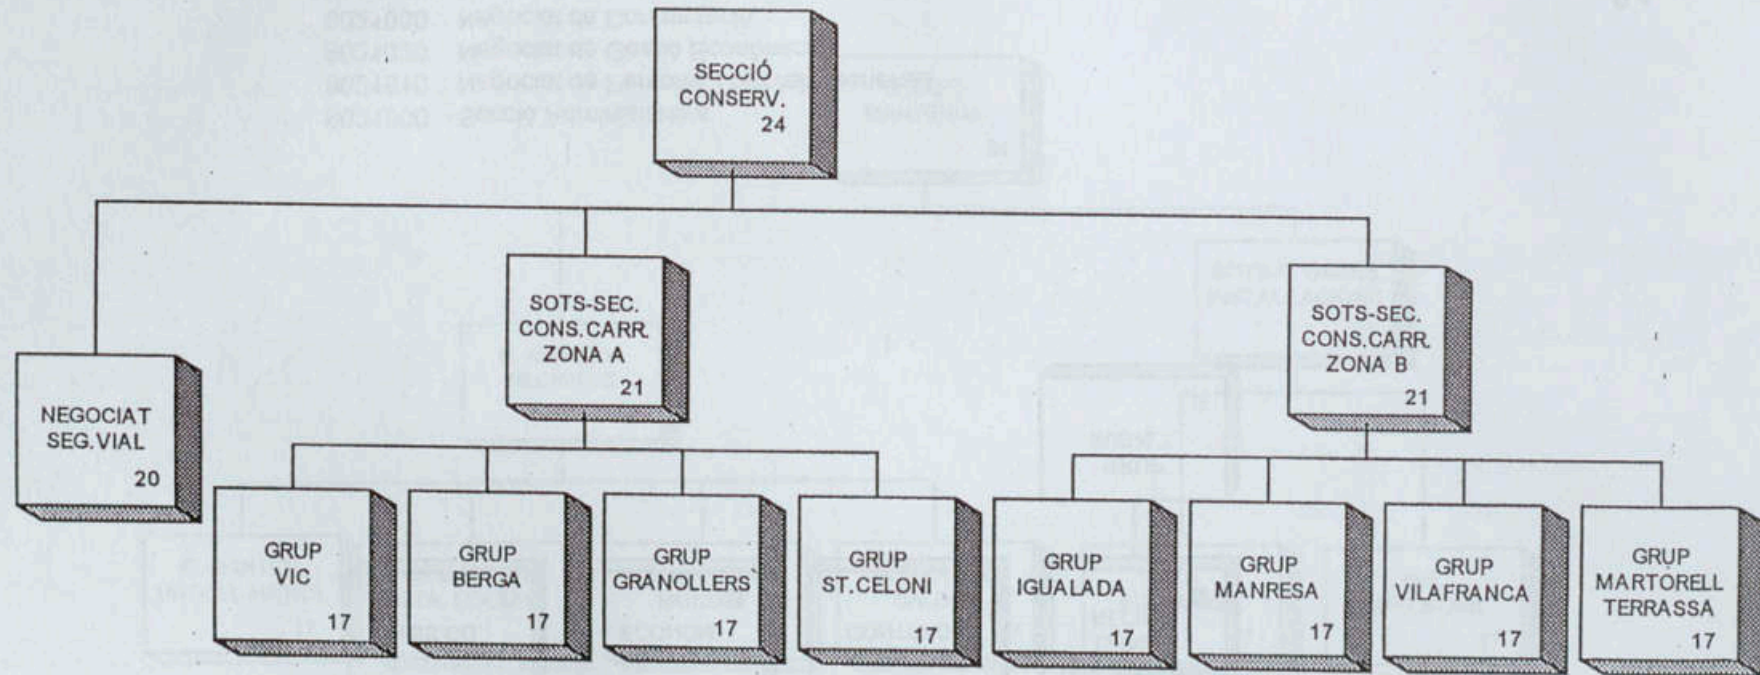 SECCIÓ
CONSERV.
24
SOTS-SEC.
CONS.CARR.
ZONA A
21
SOTS-SEC.
CONS.CARR.
ZONA B
21
NEGOCIAT
SEG.VIAL
20
GRUP
VIC
17
GRUP
BERGA
17
GRUP
GRANOLLERS
17
GRUP
ST.CELONI
17
GRUP
IGUALADA
17
GRUP
MANRESA
17
GRUP
VILAFRANCA
17
GRUP
MARTORELL
TERRASSA
17